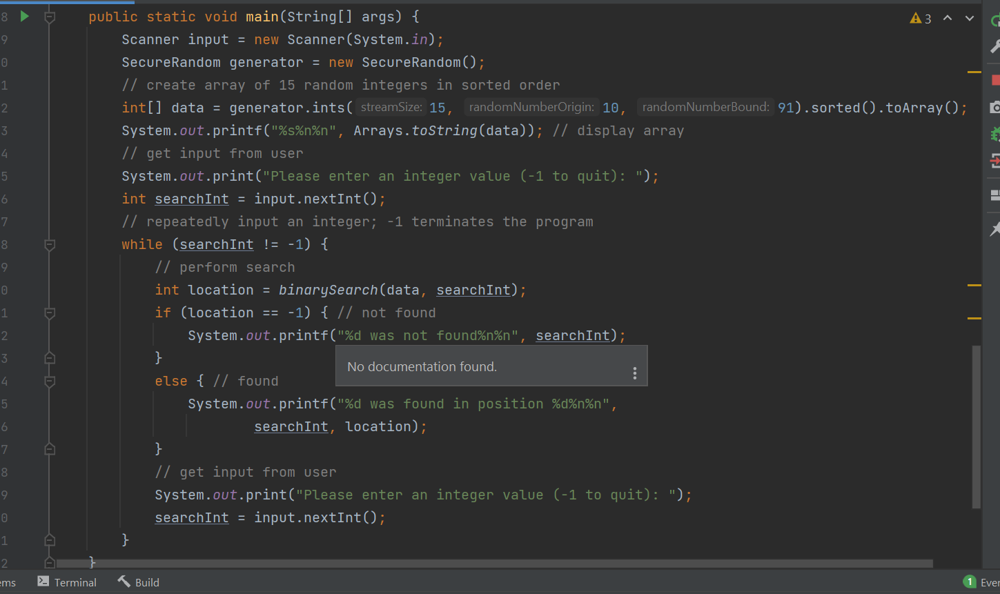 8 public static void main(String[] args) { 3
9 Scanner input = new Scanner(System.in);
0 SecureRandom generator = new SecureRandom();
1 // create array of 15 random integers in sorted order
2 int[] data = generator.ints( streamSize: 15, randomNumberOrigin: 10, randomNumberBound: 91).sorted().toArray();
3 System.out.printf("%s%n%n", Arrays.toString(data)); // display array
4 // get input from user
5 System.out.print("Please enter an integer value (-1 to quit): ");
6 int searchInt = input.nextInt();
7 // repeatedly input an integer; -1 terminates the program
8 while (searchInt != -1) {
9 // perform search
0 int location = binarySearch(data, searchInt);
1 if (location == -1) { // not found
2 System.out.printf("%d was not found%n%n", searchInt);
3 }
No documentation found.
4 else { // found
5 System.out.printf("%d was found in position %d%n%n",
6 searchInt, location);
7 }
8 // get input from user
9 System.out.print("Please enter an integer value (-1 to quit): ");
0 searchInt = input.nextInt();
1 }
2 }
ems Terminal Build 1 Ever